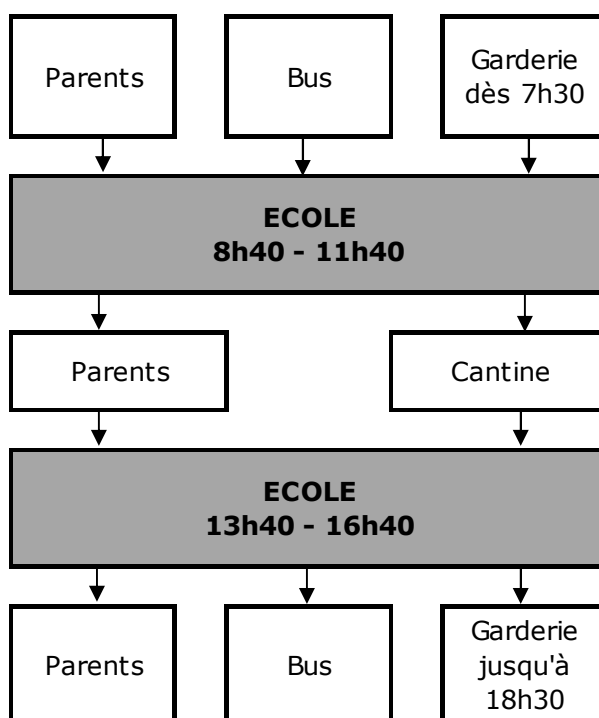 Parents
Bus
Garderie
dès 7h30
ECOLE
8h40 - 11h40
Parents
Cantine
ECOLE
13h40 - 16h40
Parents
Bus
Garderie
jusqu'à
18h30